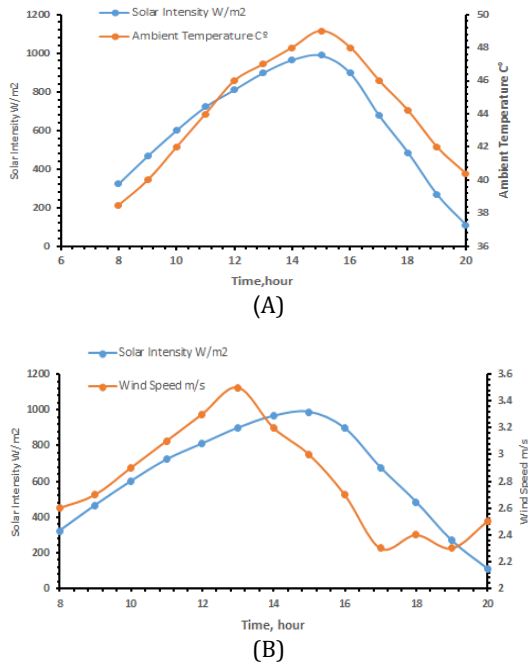 Solar Intensity W/m2
Ambient Temperature Cº
1200
1000
800
600
400
200
0
Solar Intensity W/m2
50
48
46
44
42
40
38
36
Ambient Temperature C°
6 8 10 12 14 16 18 20
Time,hour
(A)
Solar Intensity W/m2
Wind Speed m/s
1200
1000
800
600
400
200
0
Solar Intensity W/m2
3.6
3.4
3.2
3
2.8
2.6
2.4
2.2
2
Wind Speed m/s
8 10 12 14 16 18 20
Time, hour
(B)